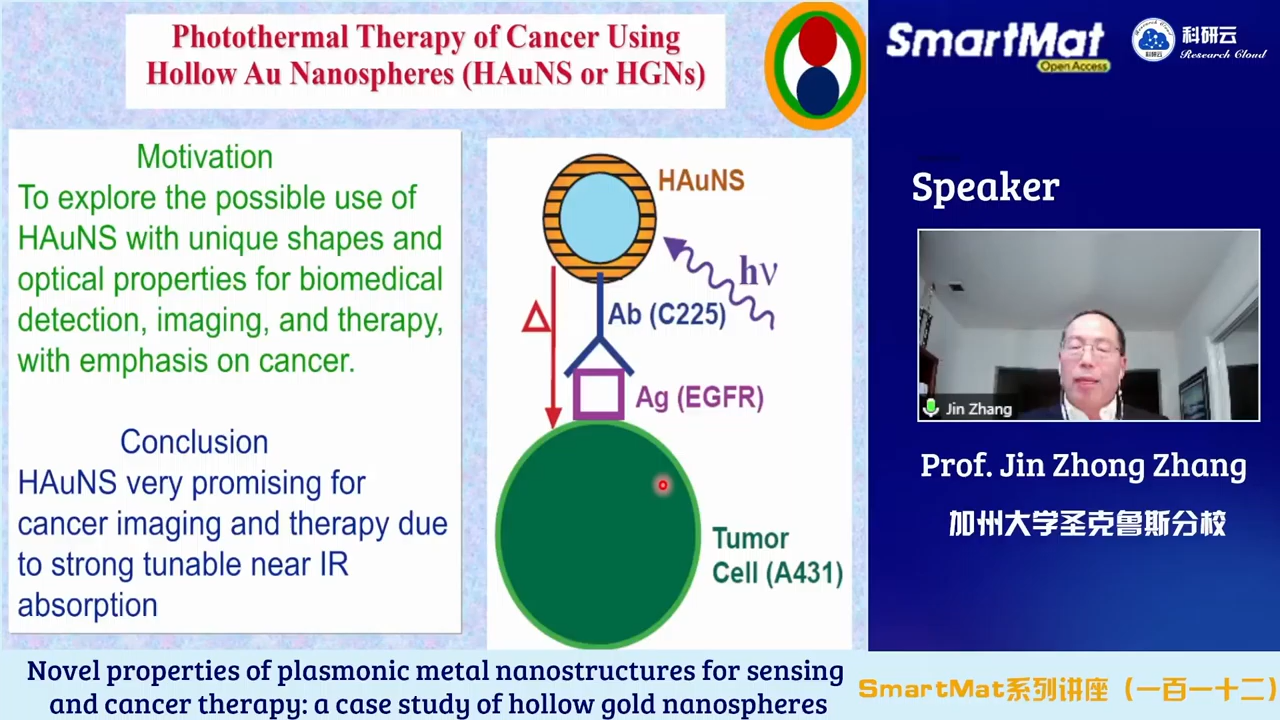 Photothermal Therapy of Cancer Using
Hollow Au Nanospheres (HAuNS or HGNs)
Motivation
To explore the possible use of
HAuNS with unique shapes and
optical properties for biomedical
detection, imaging, and therapy,
with emphasis on cancer.
Conclusion
HAuNS very promising for
cancer imaging and therapy due
to strong tunable near IR
absorption
HAuNS
hν
Ab (C225)
Δ
Ag (EGFR)
Tumor
Cell (A431)
SmartMat
Open Access
科研云
Research Cloud
Speaker
Jin Zhang
Prof. Jin Zhong Zhang
加州大学圣克鲁斯分校
Novel properties of plasmonic metal nanostructures for sensing
and cancer therapy: a case study of hollow gold nanospheres
SmartMat系列讲座（一百一十二）